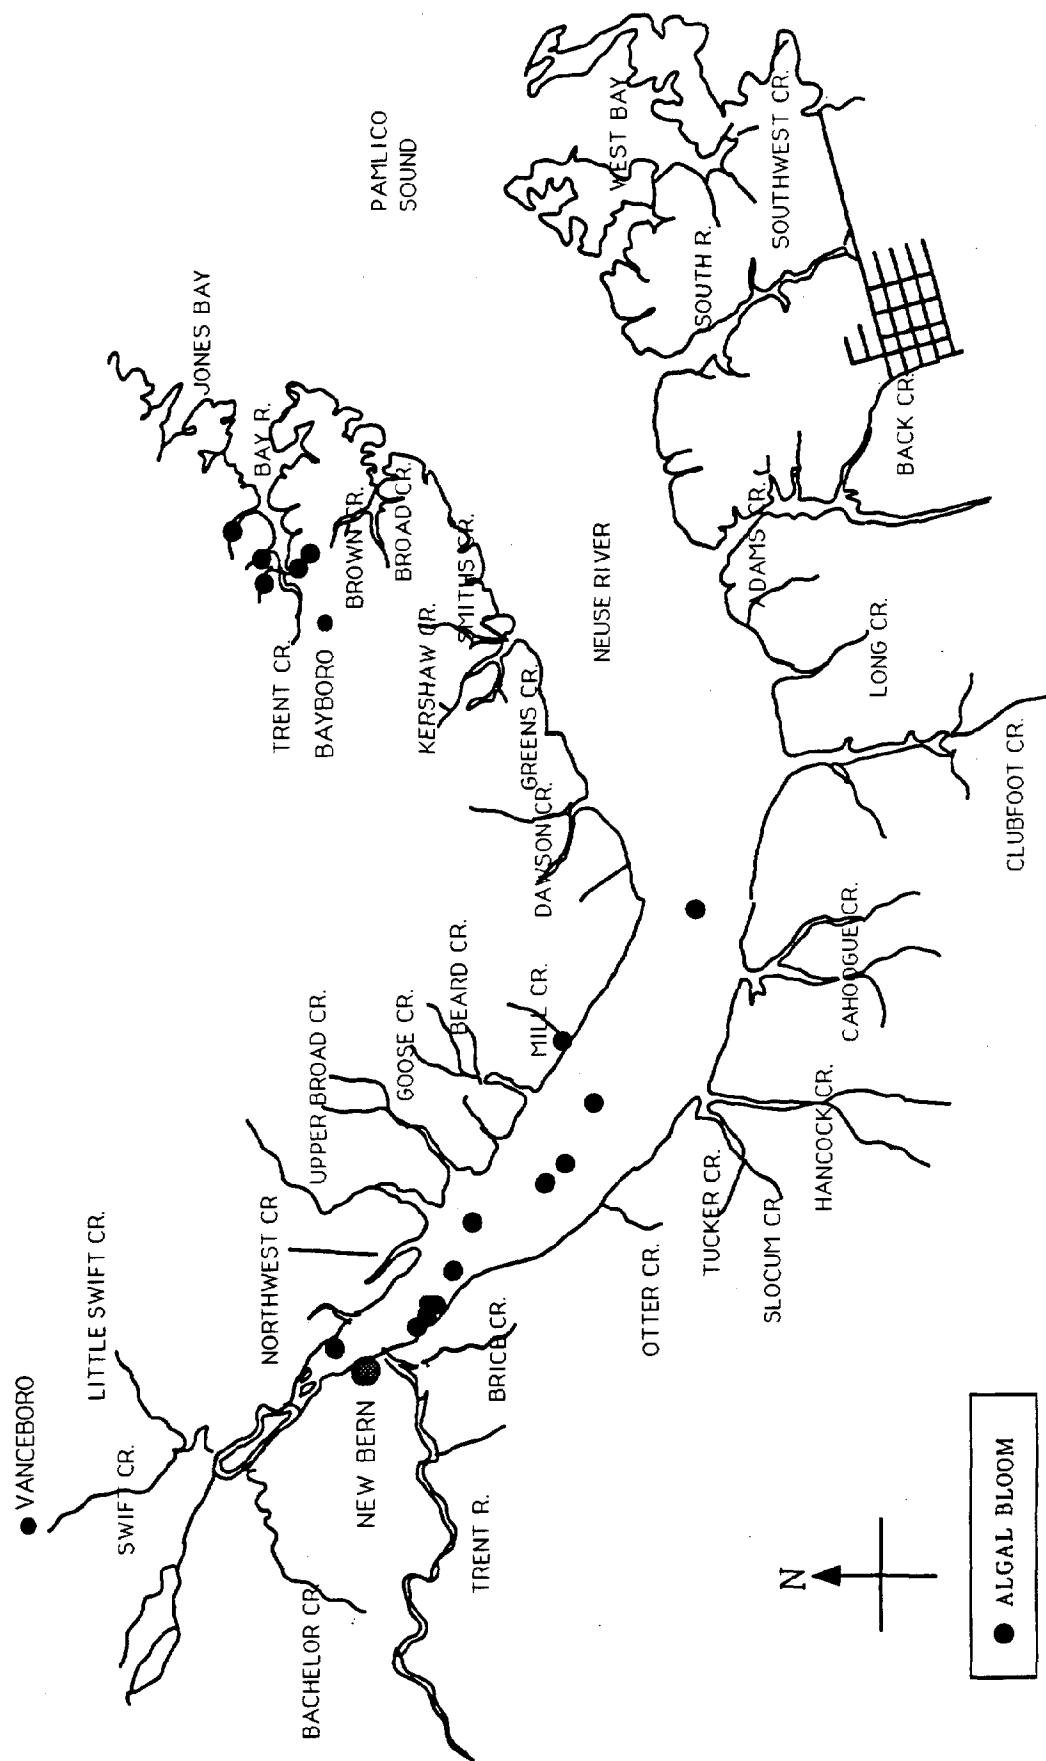 VANCEBORO
SWIFT CR.
LITTLE SWIFT CR.
NORTHWEST CR
UPPER BROAD CR.
GOOSE CR.
BEARD CR.
MILL CR.
DAWSON CR.
GREENS CR.
KERSHAW CR.
SMITHS CR.
TRENT CR.
BAYBORO
BROWN CR.
BROAD CR.
BAY R.
JONES BAY
PAMLICO
SOUND
WEST BAY
SOUTHWEST CR.
SOUTH R.
BACK CR.
ADAMS CR.
NEUSE RIVER
LONG CR.
CLUBFOOT CR.
CAHOOGUE CR.
HANCOCK CR.
TUCKER CR.
SLOCUM CR
OTTER CR.
BRICE CR.
NEW BERN
TRENT R.
BACHELOR CR.
N
ALGAL BLOOM